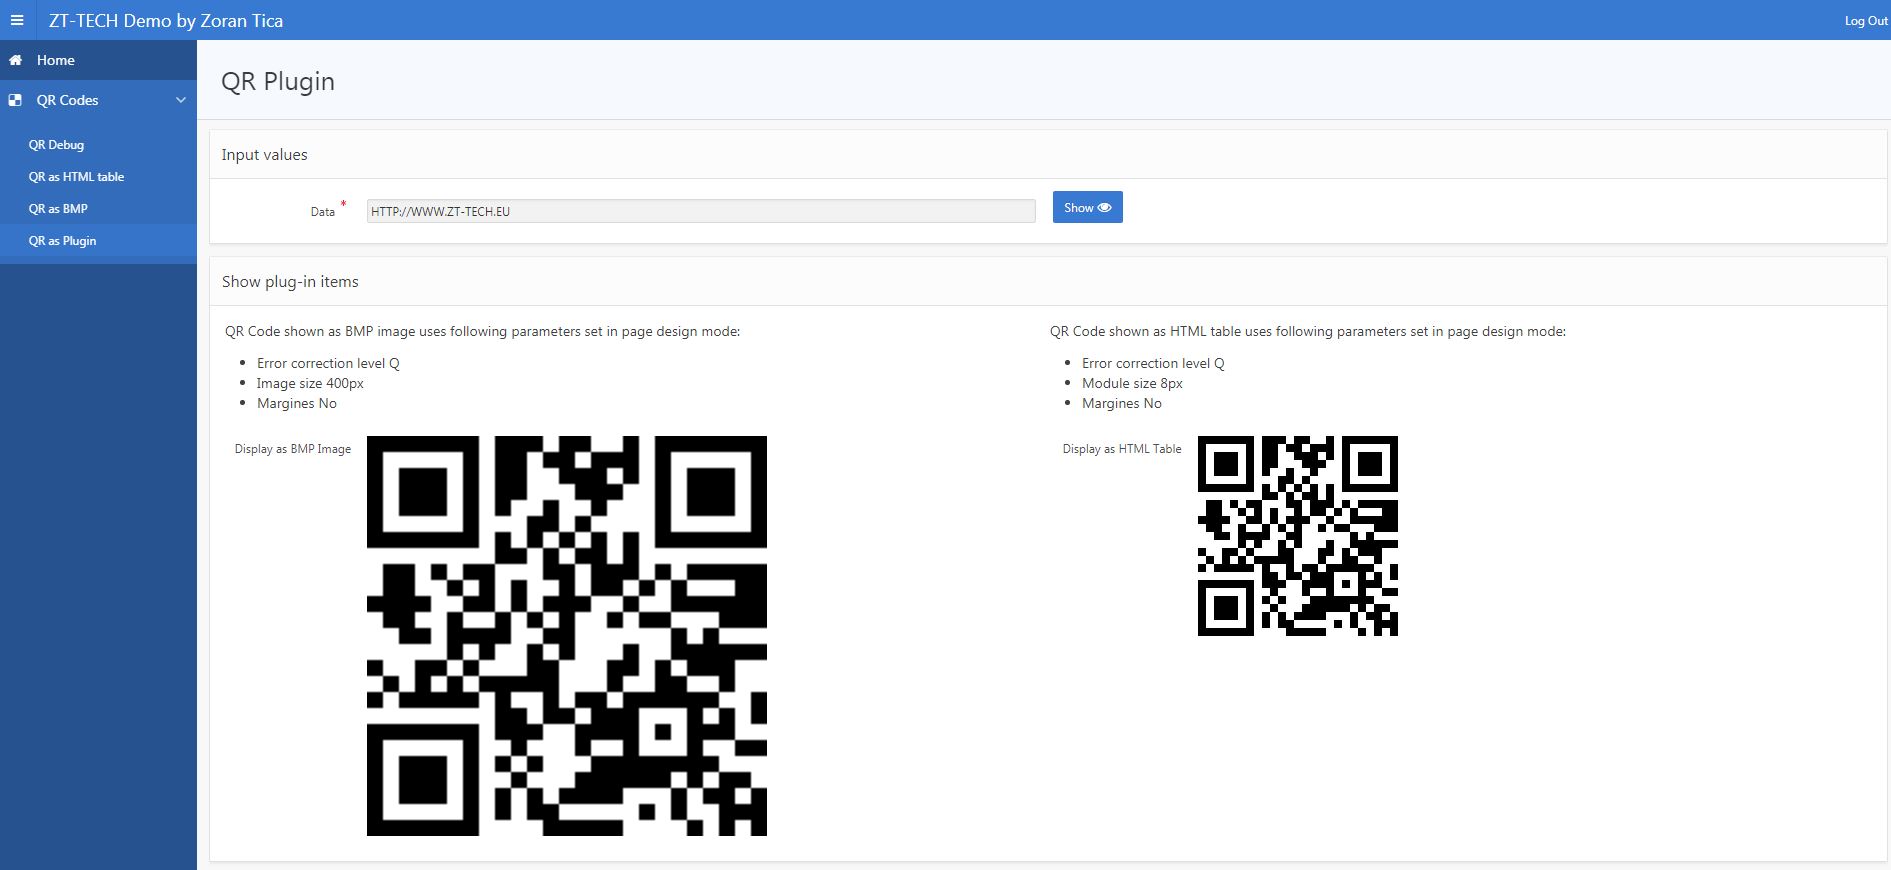 ZT-TECH Demo by Zoran Tica
Log Out
Home
QR Codes
QR Debug
QR as HTML table
QR as BMP
QR as Plugin
QR Plugin
Input values
Data *
HTTP://WWW.ZT-TECH.EU
Show
Show plug-in items
QR Code shown as BMP image uses following parameters set in page design mode:
• Error correction level Q
• Image size 400px
• Margines No
Display as BMP Image
QR Code shown as HTML table uses following parameters set in page design mode:
• Error correction level Q
• Module size 8px
• Margines No
Display as HTML Table